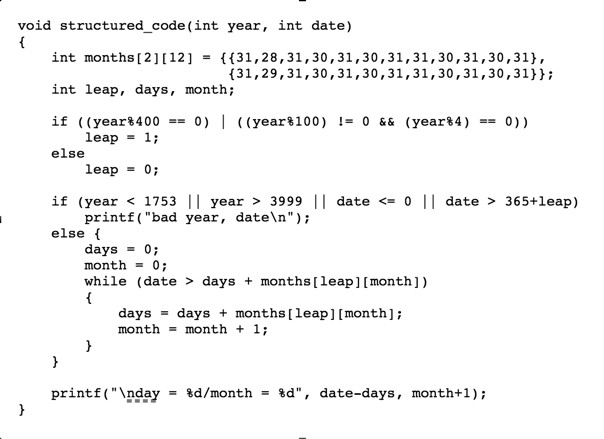 void structured_code(int year, int date)
{
int months[2][12] = {{31,28,31,30,31,30,31,31,30,31,30,31},
{31,29,31,30,31,30,31,31,30,31,30,31}};
int leap, days, month;
if ((year%400 == 0) | ((year%100) != 0 && (year%4) == 0))
leap = 1;
else
leap = 0;
if (year < 1753 || year > 3999 || date <= 0 || date > 365+leap)
printf("bad year, date\n");
else {
days = 0;
month = 0;
while (date > days + months[leap][month])
{
days = days + months[leap][month];
month = month + 1;
}
}
printf("\nday = %d/month = %d", date-days, month+1);
}